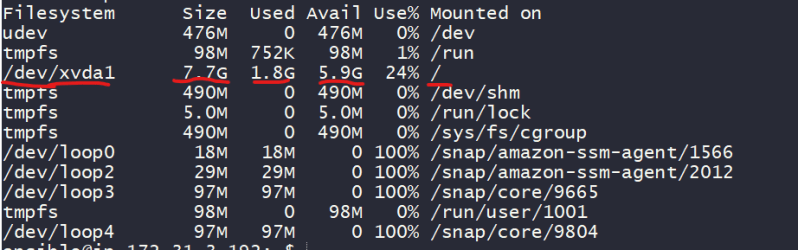 Filesystem Size Used Avail Use% Mounted on
udev 476M 0 476M 0% /dev
tmpfs 98M 752K 98M 1% /run
/dev/xvda1 7.7G 1.8G 5.9G 24% /
tmpfs 490M 0 490M 0% /dev/shm
tmpfs 5.0M 0 5.0M 0% /run/lock
tmpfs 490M 0 490M 0% /sys/fs/cgroup
/dev/loop0 18M 18M 0 100% /snap/amazon-ssm-agent/1566
/dev/loop2 29M 29M 0 100% /snap/amazon-ssm-agent/2012
/dev/loop3 97M 97M 0 100% /snap/core/9665
tmpfs 98M 0 98M 0% /run/user/1001
/dev/loop4 97M 97M 0 100% /snap/core/9804